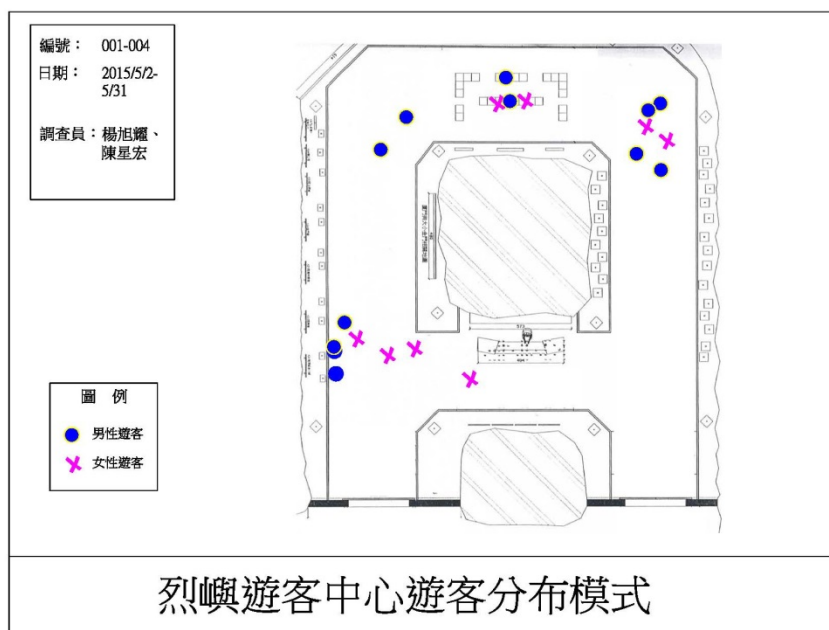 編號： 001-004
日期： 2015/5/2-
5/31
調查員：楊旭耀、
陳星宏
圖 例
男性遊客
女性遊客
烈嶼遊客中心遊客分布模式